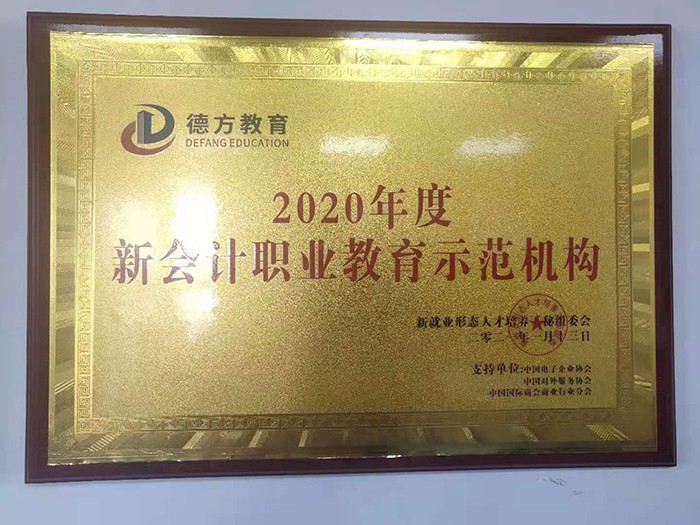 德方教育
DEFANG EDUCATION
2020年度
新会计职业教育示范机构
新就业形态人才培养 秘组委会
二零二一年一月十三日
支持单位:中国电子企业协会
中国对外服务协会
中国国际商会商业行业分会